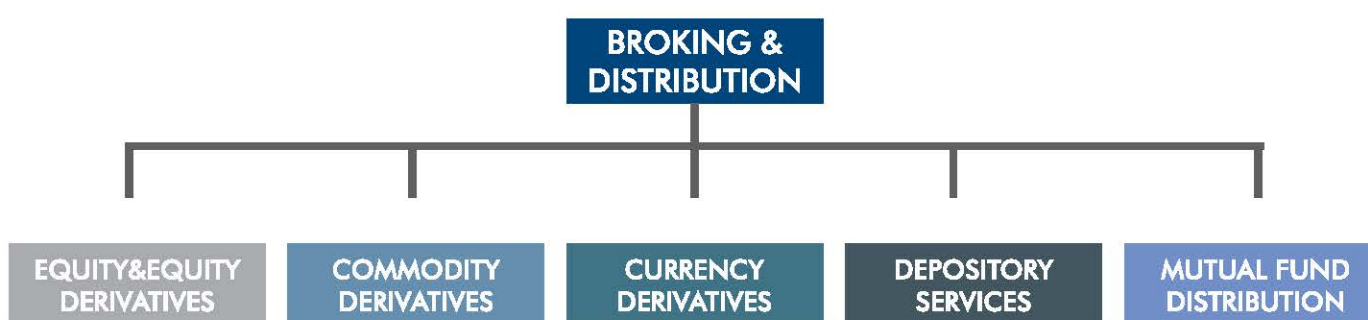 BROKING &
DISTRIBUTION
EQUITY&EQUITY
DERIVATIVES
COMMODITY
DERIVATIVES
CURRENCY
DERIVATIVES
DEPOSITORY
SERVICES
MUTUAL FUND
DISTRIBUTION